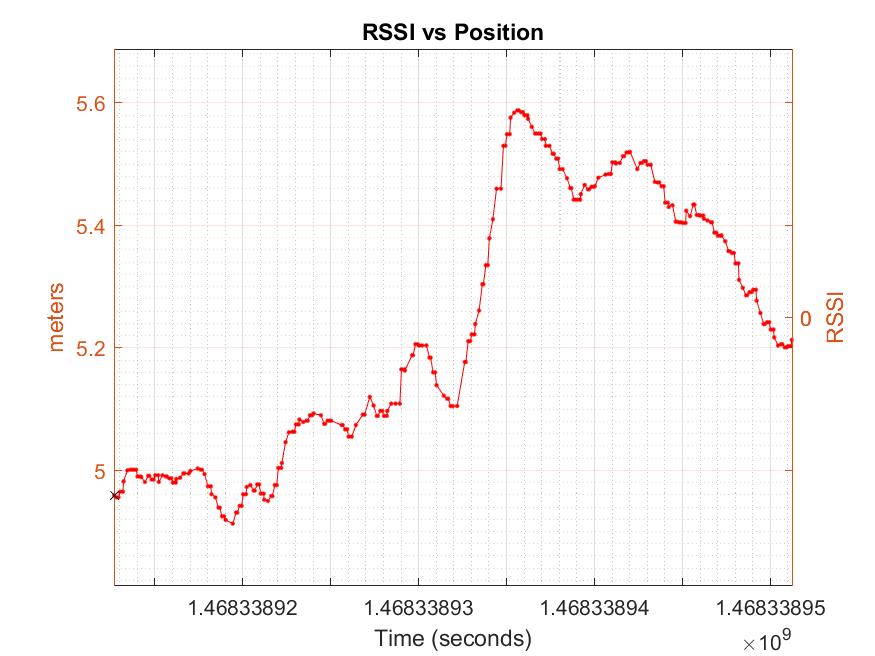 RSSI vs Position
5.6
5.4
5.2
5
meters
0
RSSI
1.46833892
1.46833893
1.46833894
1.46833895
Time (seconds)
×10⁹